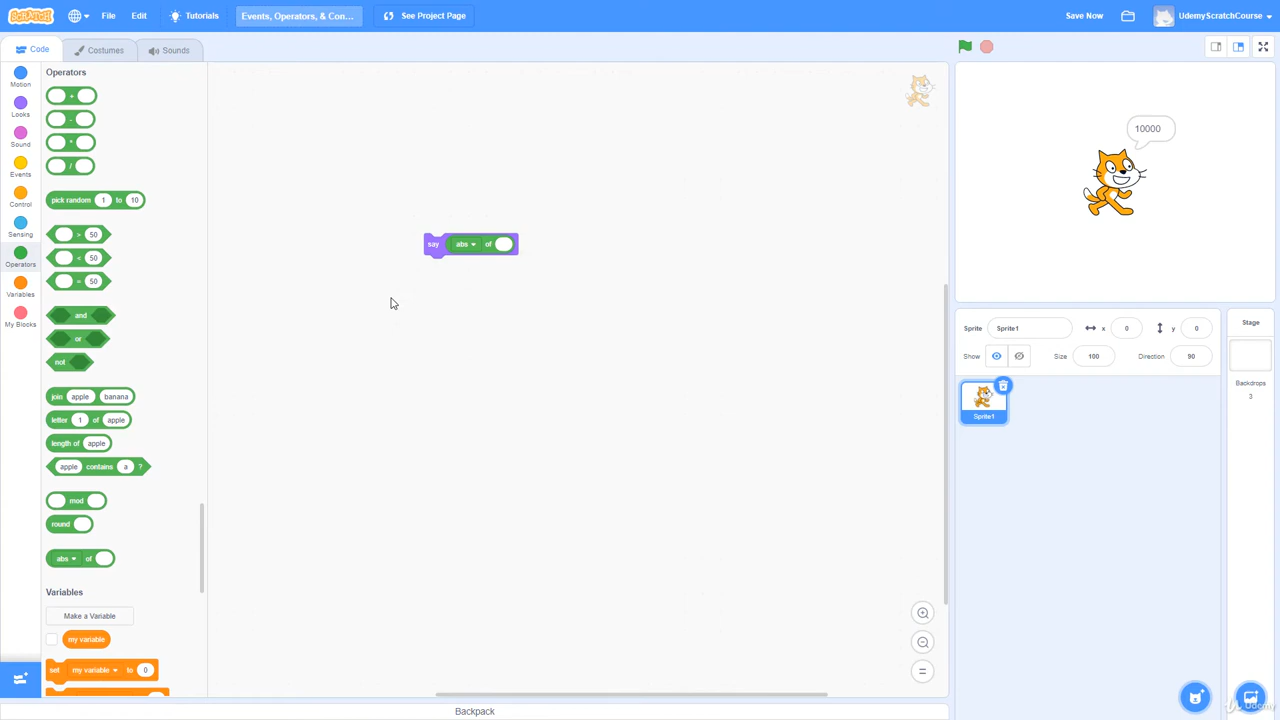 SCRATCH File Edit Tutorials Events, Operators, & Con... See Project Page Save Now UdemyScratchCourse
Code Costumes Sounds
Motion
Looks
Sound
Events
Control
Sensing
Operators
Variables
My Blocks
Operators
+
-
*
/
pick random 1 to 10
> 50
< 50
= 50
and
or
not
join apple banana
letter 1 of apple
length of apple
apple contains a ?
mod
round
abs of
Variables
Make a Variable
my variable
set my variable to 0
say abs of
10000
Sprite Sprite1 x 0 y 0
Show Size 100 Direction 90
Sprite1
Stage
Backdrops
3
Backpack
Udemy